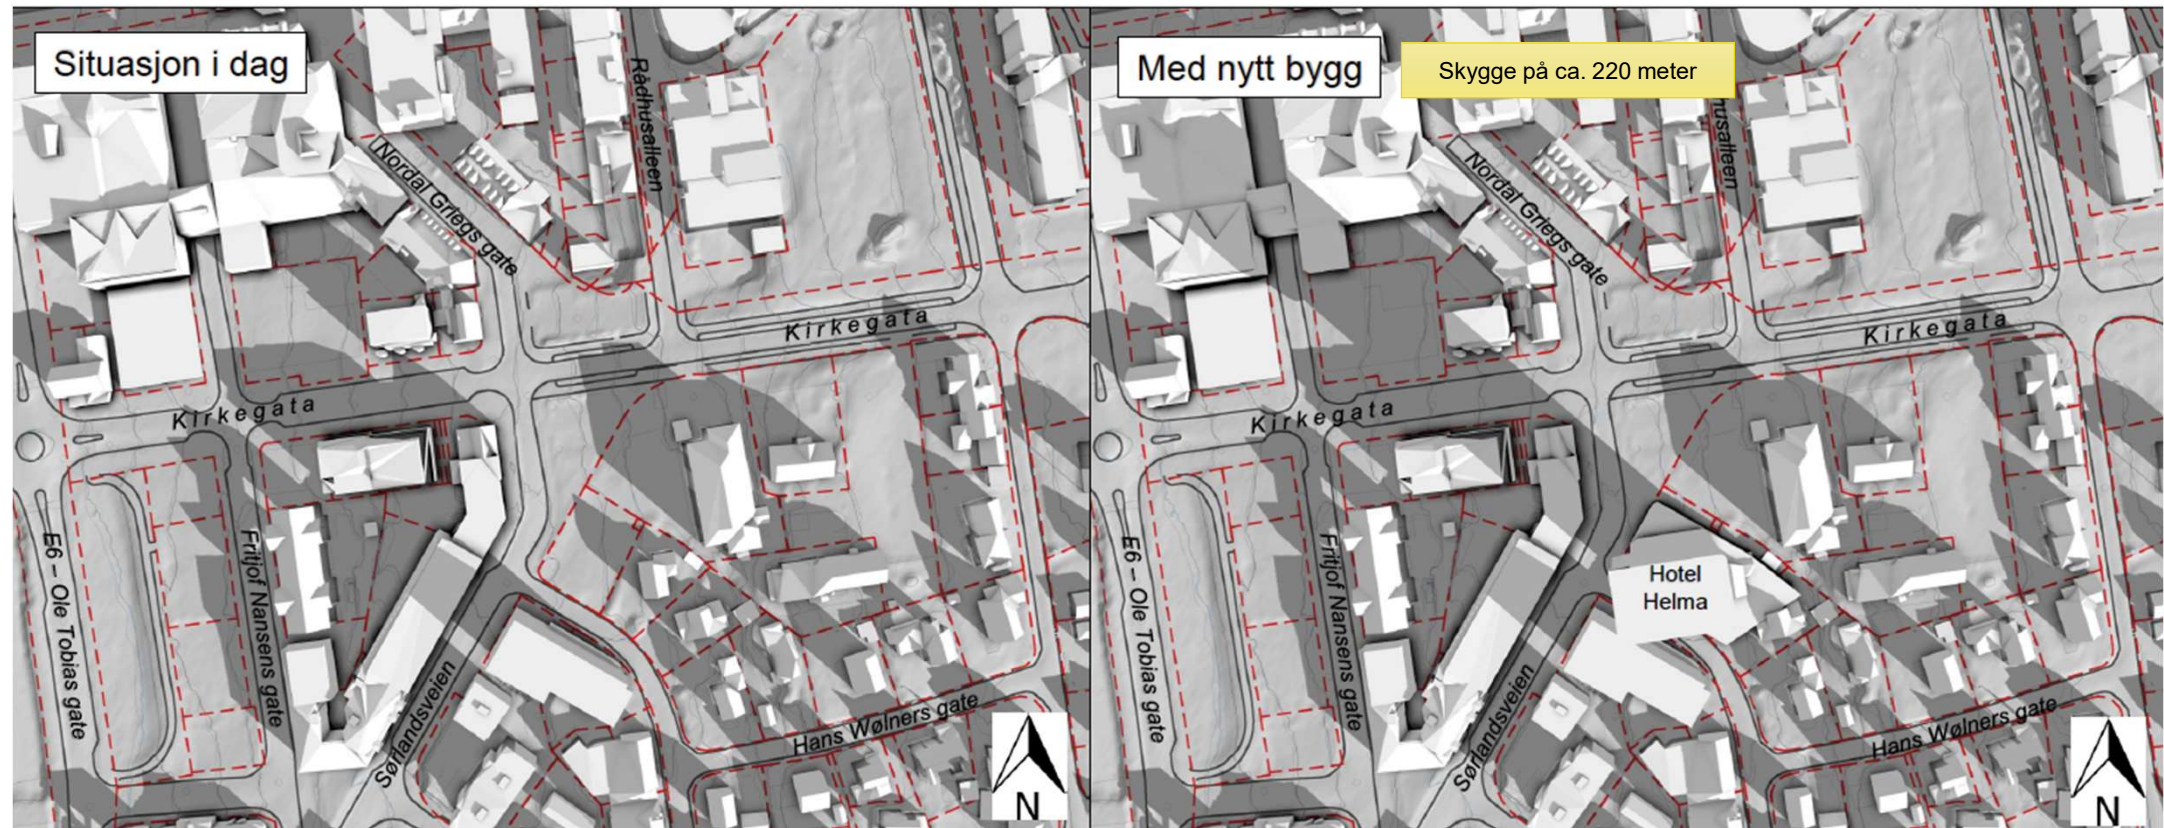 Situasjon i dag
Rådhusalleen
Nordal Griegs gate
Kirkegata
Kirkegata
E6 – Ole Tobias gate
Fritjof Nansens gate
Sørlandsveien
Hans Wølners gate
N
Med nytt bygg
Skygge på ca. 220 meter
husalleen
Nordal Griegs gate
Kirkegata
Kirkegata
E6 – Ole Tobias gate
Fritjof Nansens gate
Hotel
Helma
Sørlandsveien
Hans Wølners gate
N